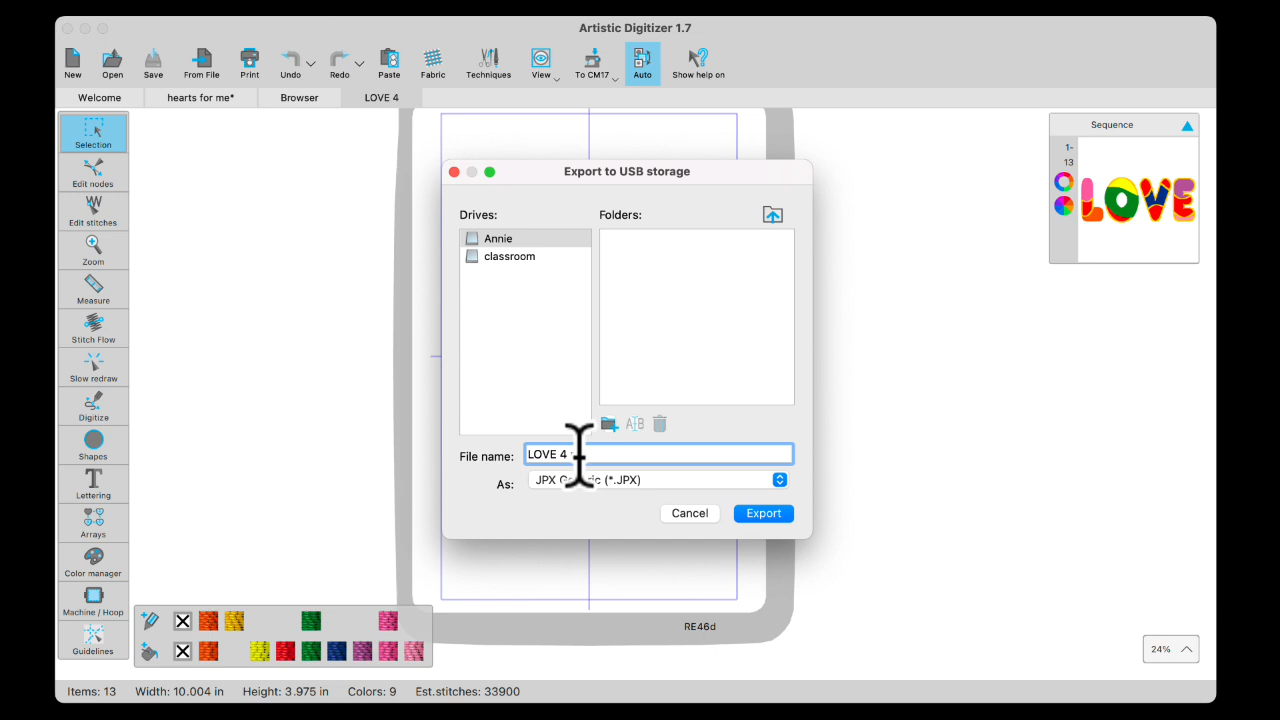 Artistic Digitizer 1.7
New Open Save From File Print Undo Redo Paste Fabric Techniques View To CM17 Auto Show help on
Welcome hearts for me* Browser LOVE 4
Selection
Edit nodes
Edit stitches
Zoom
Measure
Stitch Flow
Slow redraw
Digitize
Shapes
Lettering
Arrays
Color manager
Machine / Hoop
Guidelines
Export to USB storage
Drives: Folders:
Annie
classroom
File name: LOVE 4
As: JPX (*.JPX)
Cancel Export
Sequence
1-
13
LOVE
RE46d
24%
Items: 13 Width: 10.004 in Height: 3.975 in Colors: 9 Est.stitches: 33900